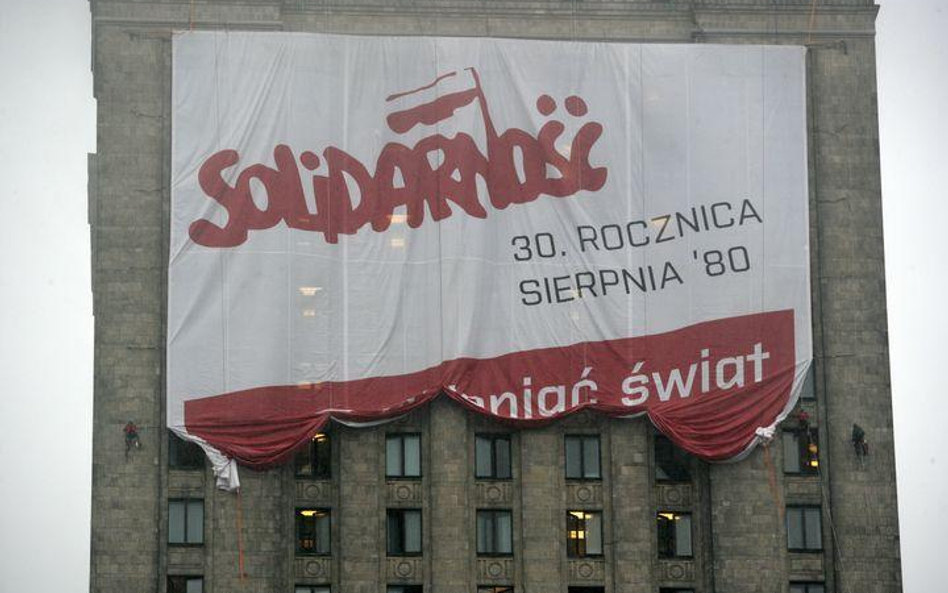 SOLiDARNOŚĆ
30. ROCZNICA
SIERPNIA '80
świat